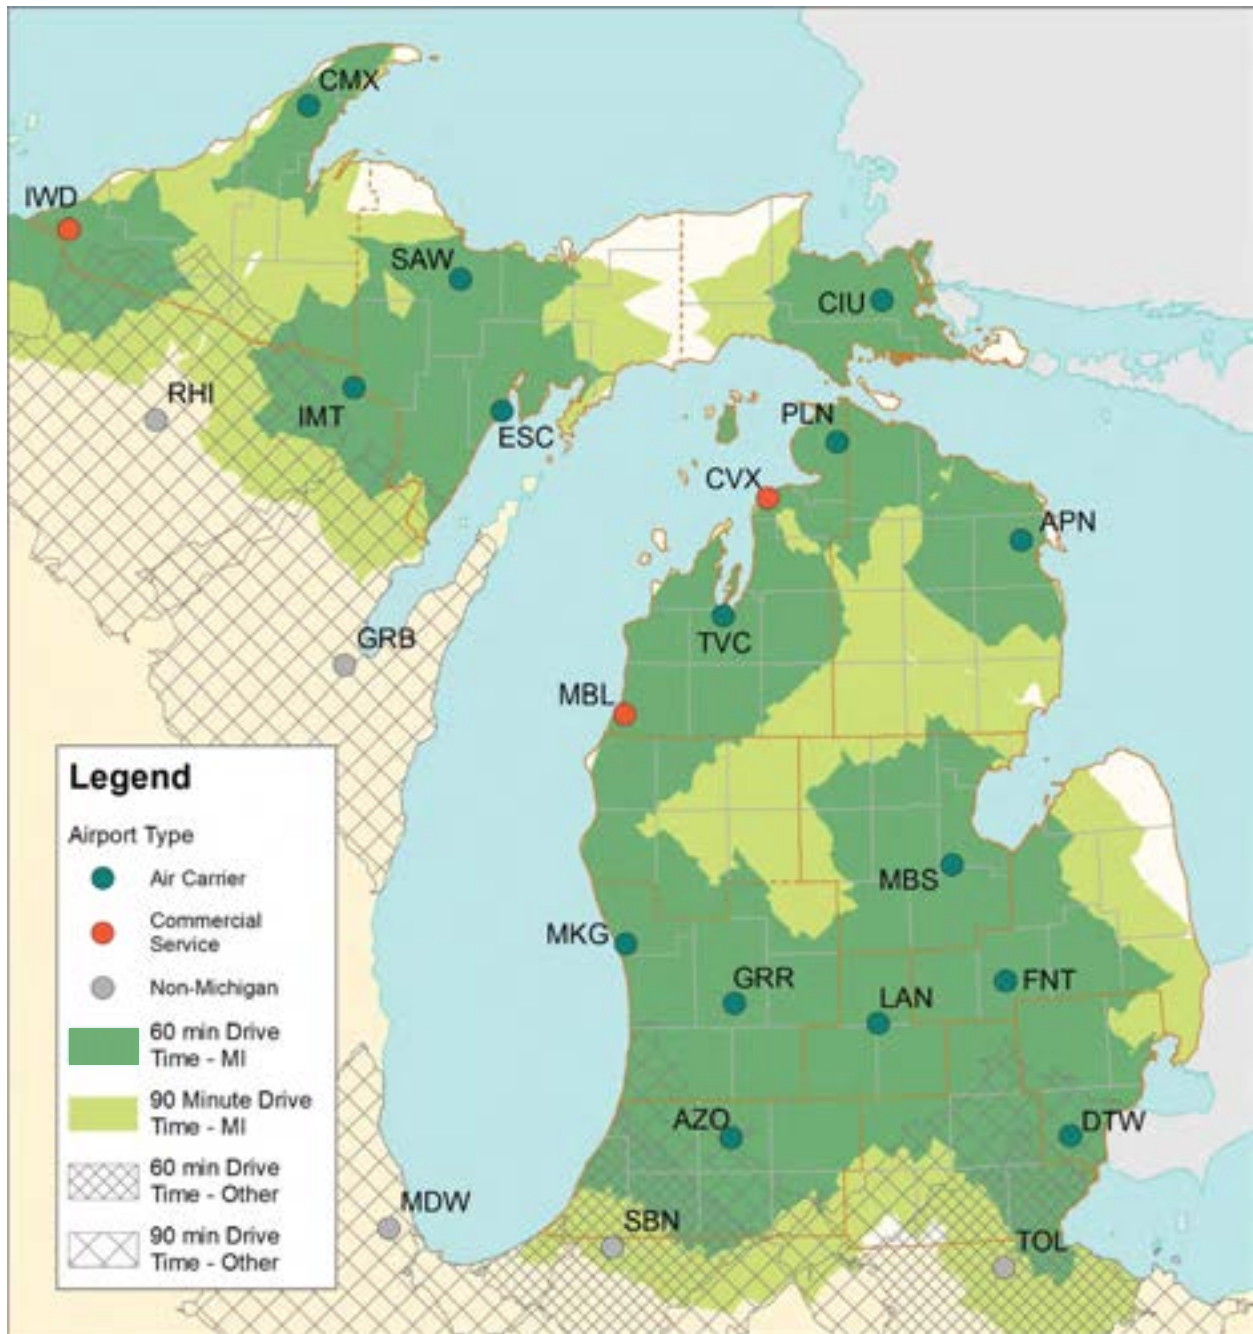 CMX
IWD
SAW
CIU
RHI
IMT
ESC
PLN
CVX
APN
TVC
GRB
MBL
MBS
MKG
GRR
LAN
FNT
AZO
DTW
MDW
SBN
TOL
Legend
Airport Type
Air Carrier
Commercial
Service
Non-Michigan
60 min Drive
Time - MI
90 Minute Drive
Time - MI
60 min Drive
Time - Other
90 min Drive
Time - Other